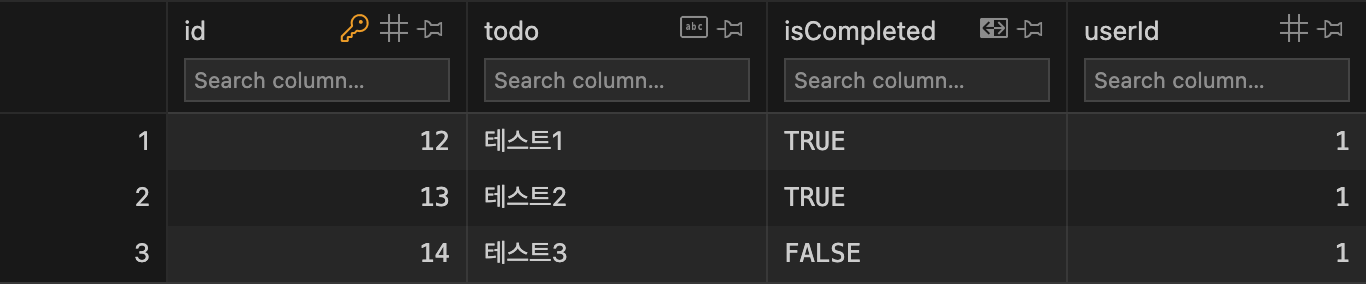 id todo abc isCompleted userId
Search column... Search column... Search column... Search column...
1 12 테스트1 TRUE 1
2 13 테스트2 TRUE 1
3 14 테스트3 FALSE 1